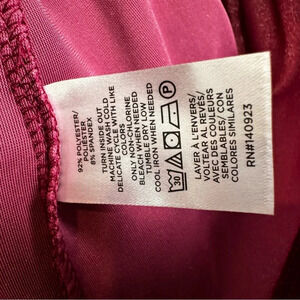 92% POLYESTER/
POLIÉSTER
8% SPANDEX
TURN INSIDE OUT
MACHINE WASH COLD
DELICATE CYCLE WITH LIKE
COLORS
ONLY NON-CHLORINE
BLEACH WHEN NEEDED
TUMBLE DRY LOW
COOL IRON WHEN NEEDED
30 P
LAVER À L'ENVERS/
VOLTEAR AL REVÉS/
AVEC DES COULEURS
SEMBLABLES/ CON
COLORES SIMILARES
RN#140923